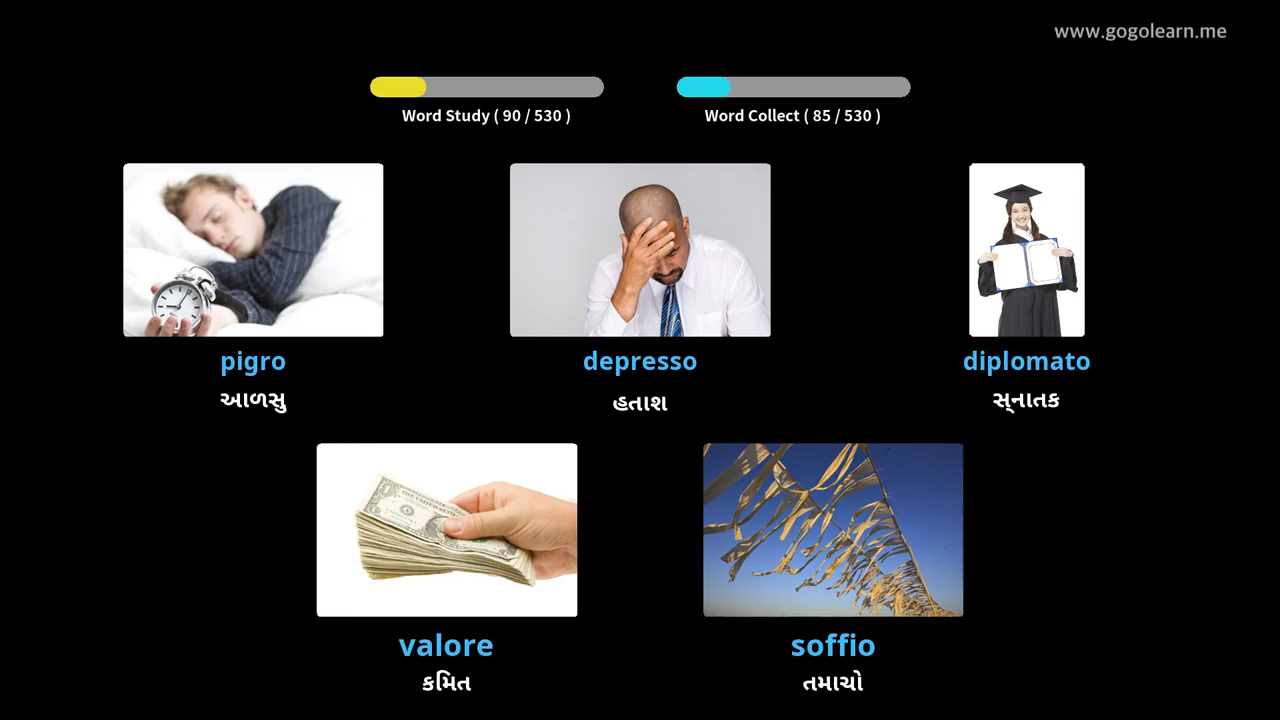 www.gogolearn.me
Word Study ( 90 / 530 )
Word Collect ( 85 / 530 )
pigro
depresso
diplomato
આળસુ
હતાશ
સ્નાતક
valore
soffio
કમિત
તમાચો